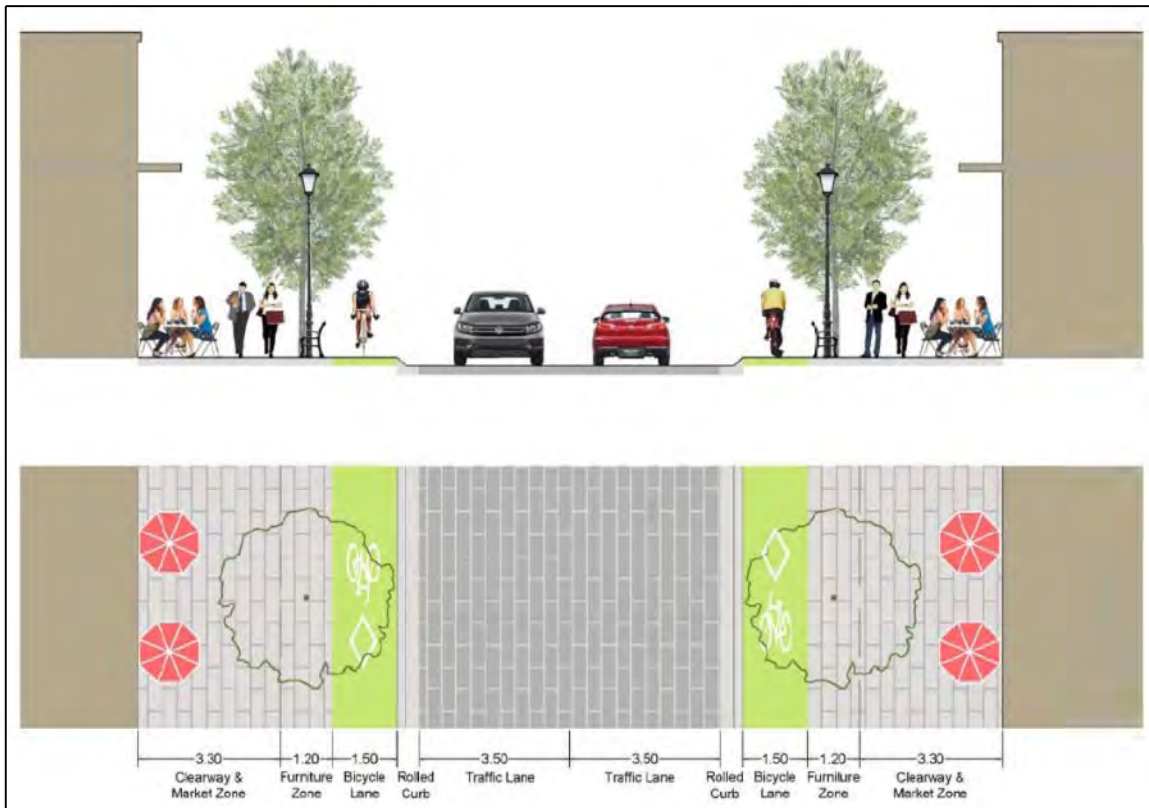 3.30 1.20 1.50 3.50 3.50 1.50 1.20 3.30
Clearway & Furniture Bicycle Rolled Traffic Lane Traffic Lane Rolled Bicycle Furniture Clearway &
Market Zone Zone Lane Curb Curb Lane Zone Market Zone